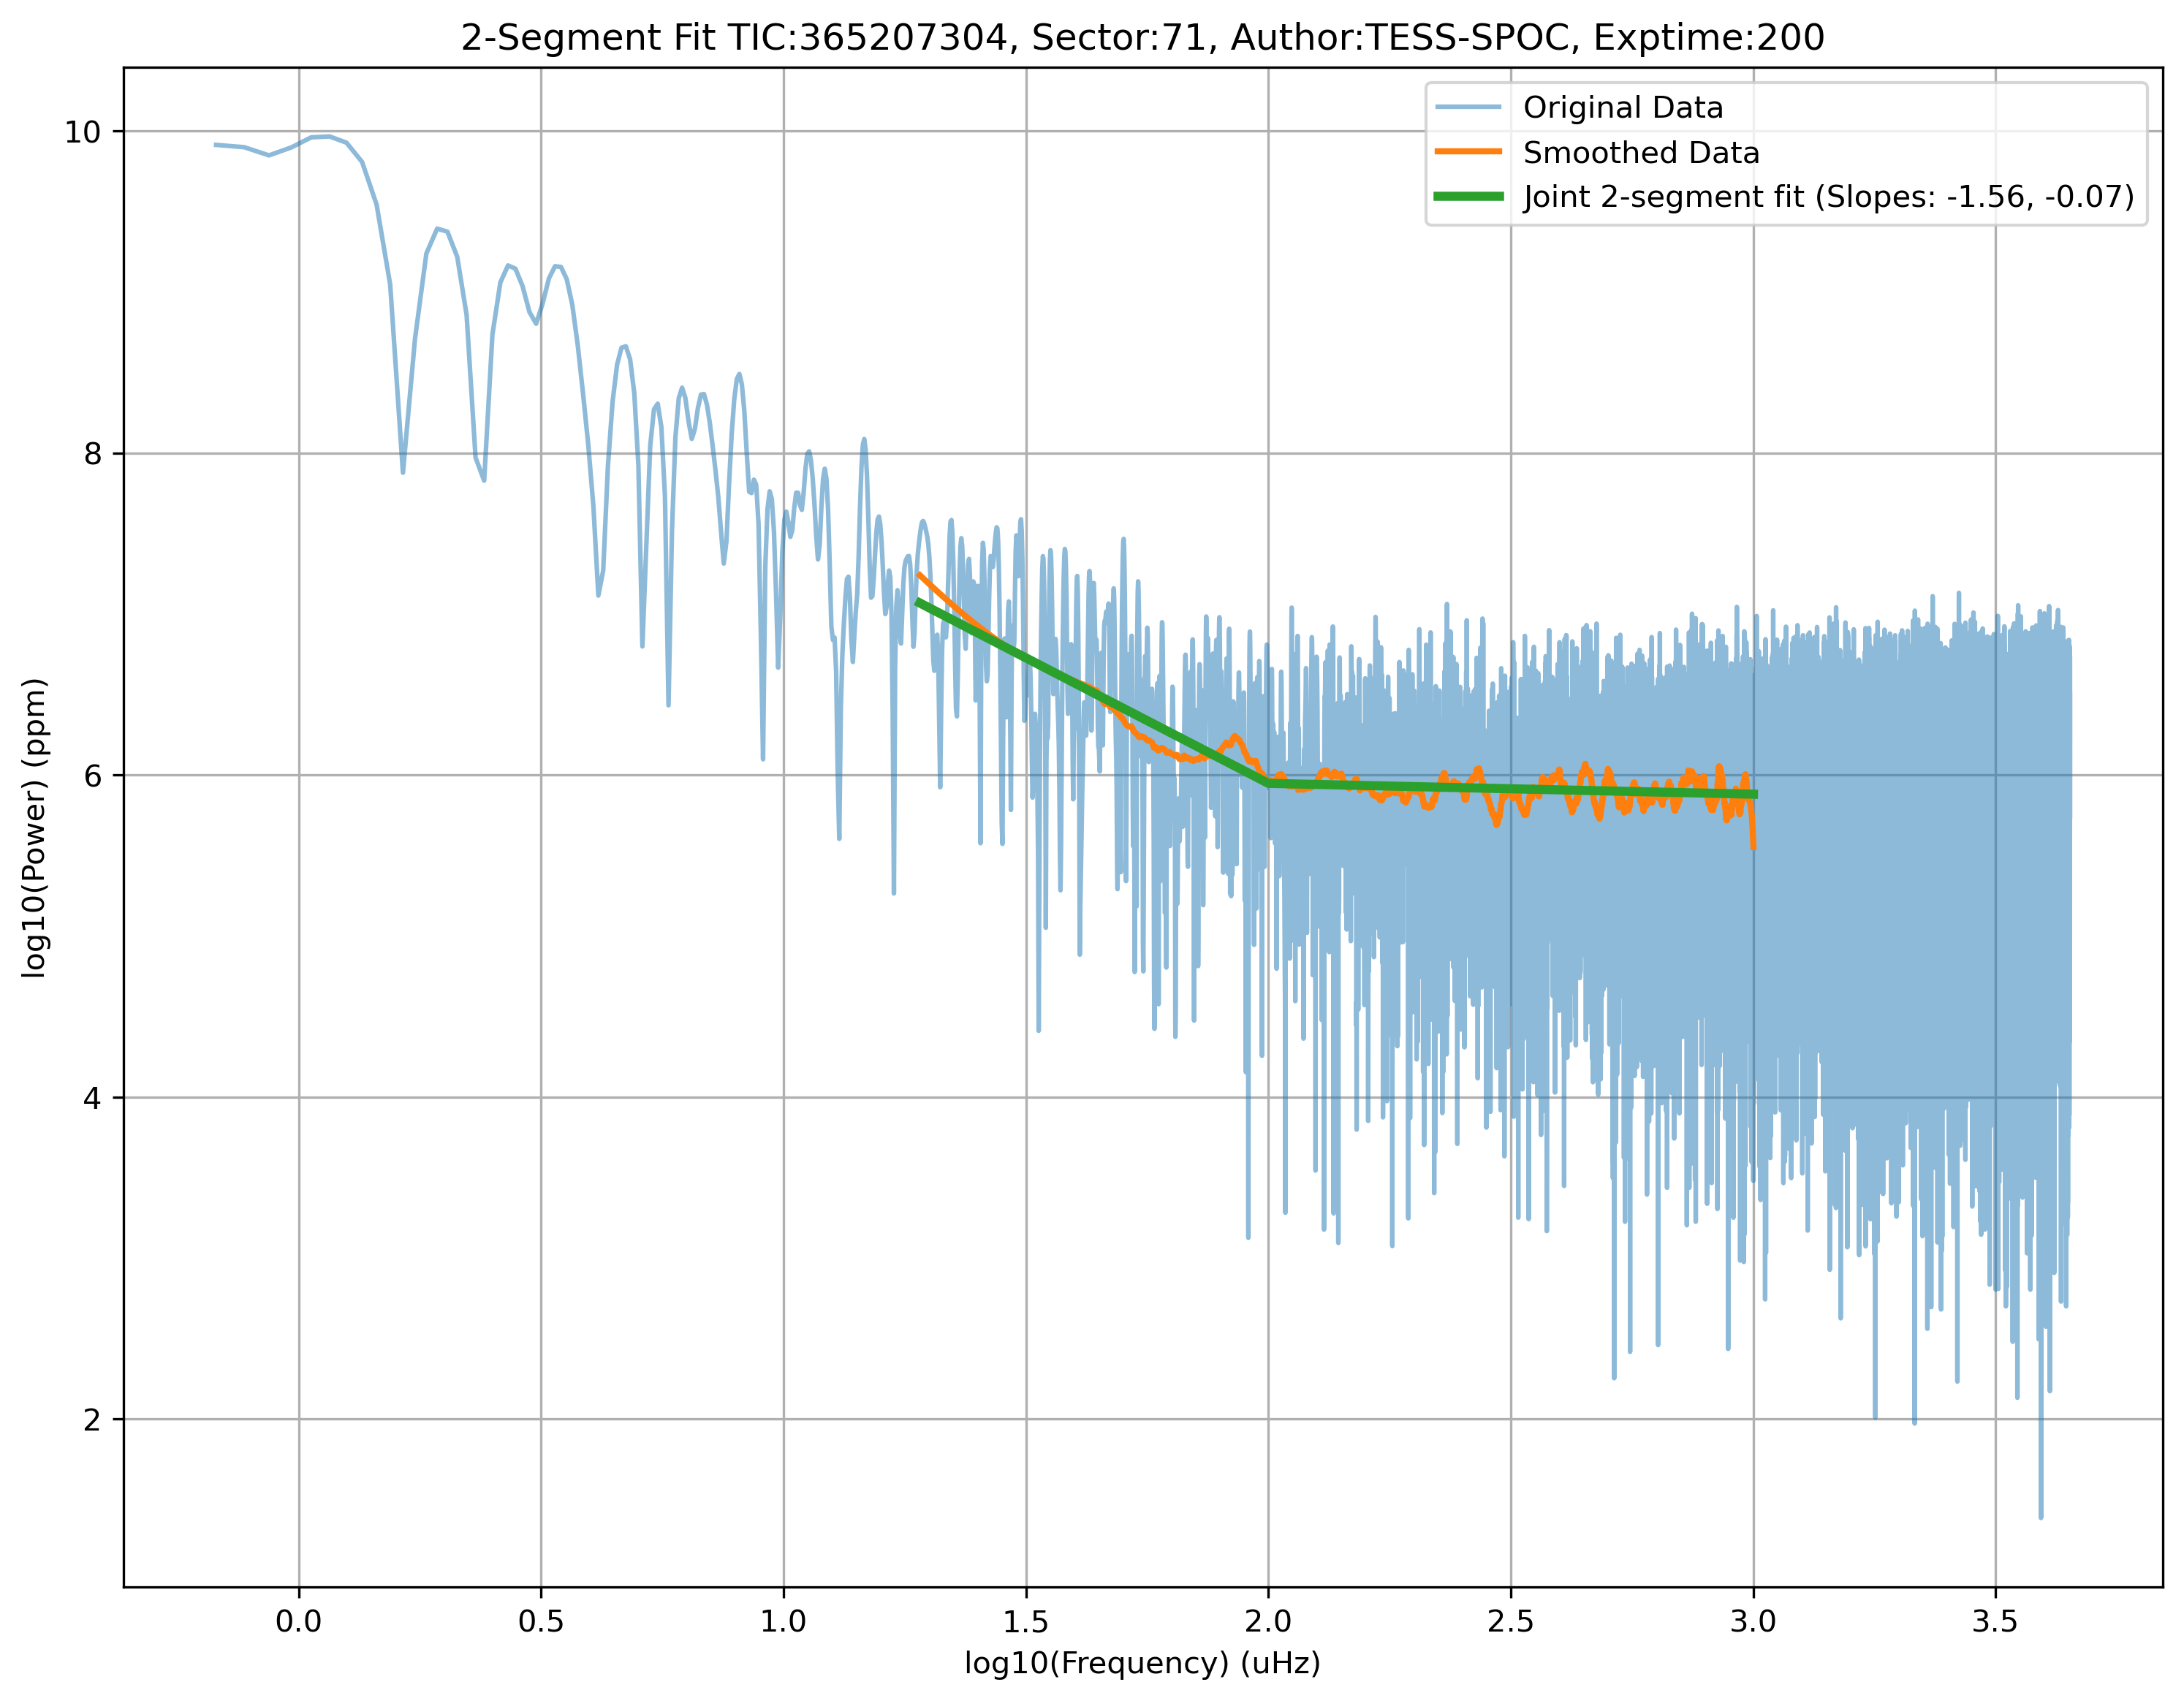 2-Segment Fit TIC:365207304, Sector:71, Author:TESS-SPOC, Exptime:200
Original Data
Smoothed Data
Joint 2-segment fit (Slopes: -1.56, -0.07)
log10(Power) (ppm)
10
8
6
4
2
0.0 0.5 1.0 1.5 2.0 2.5 3.0 3.5
log10(Frequency) (uHz)